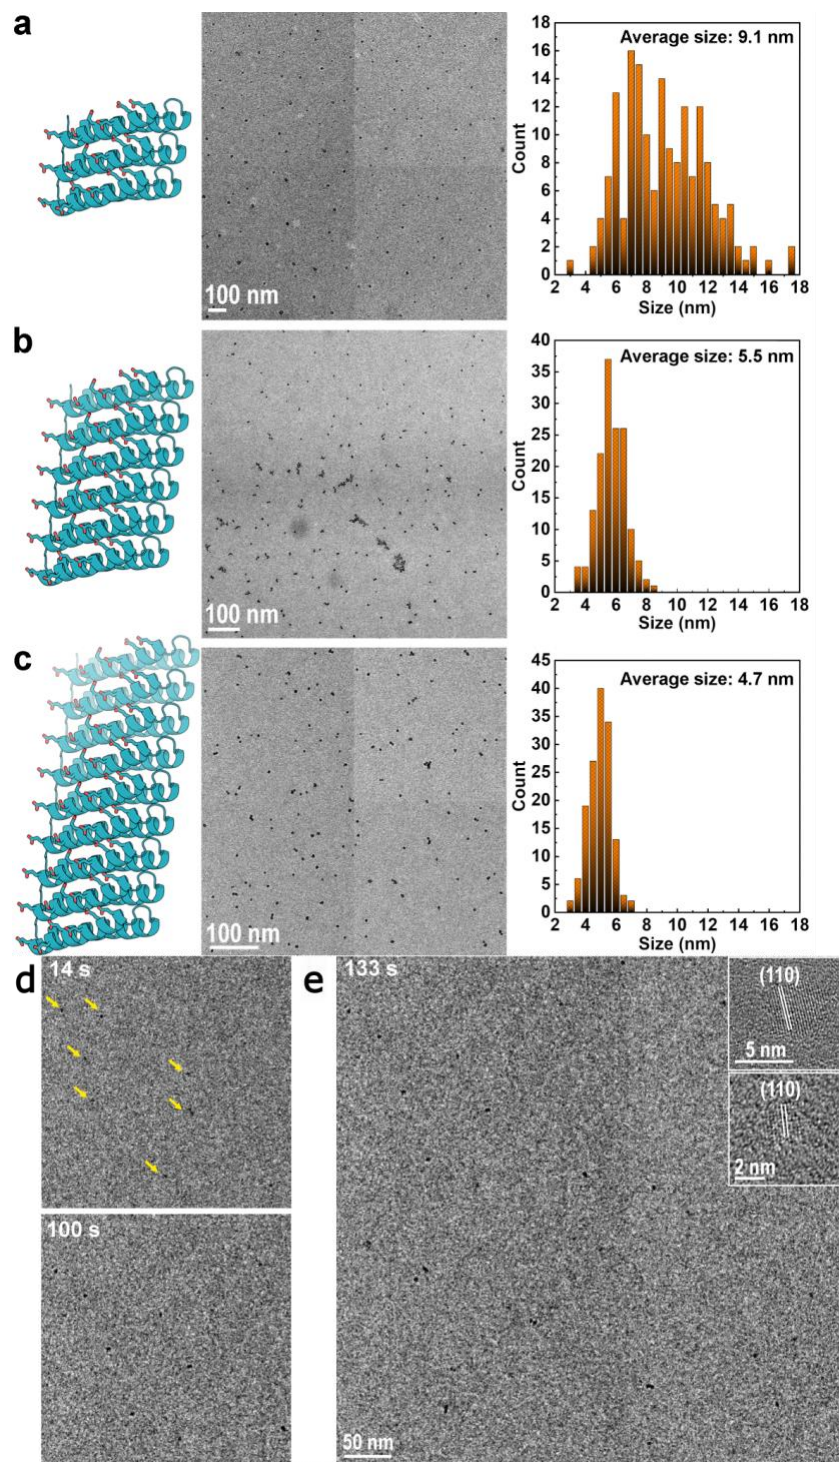 a
100 nm
Average size: 9.1 nm
Count
18
16
14
12
10
8
6
4
2
0
2 4 6 8 10 12 14 16 18
Size (nm)
b
100 nm
Average size: 5.5 nm
Count
40
35
30
25
20
15
10
5
0
2 4 6 8 10 12 14 16 18
Size (nm)
c
100 nm
Average size: 4.7 nm
Count
45
40
35
30
25
20
15
10
5
0
2 4 6 8 10 12 14 16 18
Size (nm)
d
14 s
100 s
e
133 s
50 nm
(110)
5 nm
(110)
2 nm